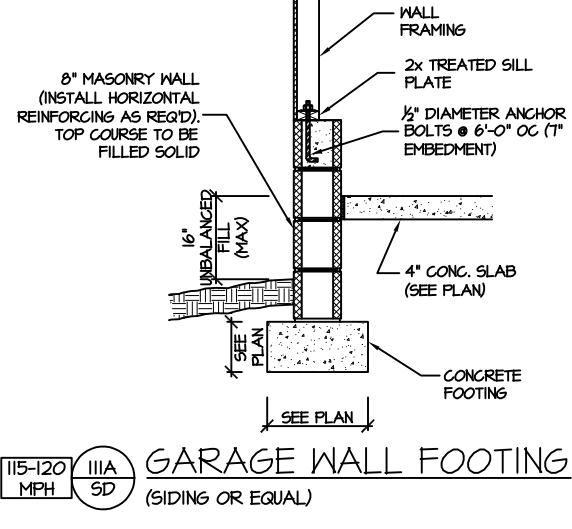 WALL
FRAMING
8" MASONRY WALL
(INSTALL HORIZONTAL
REINFORCING AS REQ'D).
TOP COURSE TO BE
FILLED SOLID
2x TREATED SILL
PLATE
½" DIAMETER ANCHOR
BOLTS @ 6'-0" OC (7"
EMBEDMENT)
16"
UNBALANCED
FILL
(MAX)
4" CONC. SLAB
(SEE PLAN)
SEE
PLAN
CONCRETE
FOOTING
SEE PLAN
115-120
MPH
111A
SD
GARAGE WALL FOOTING
(SIDING OR EQUAL)